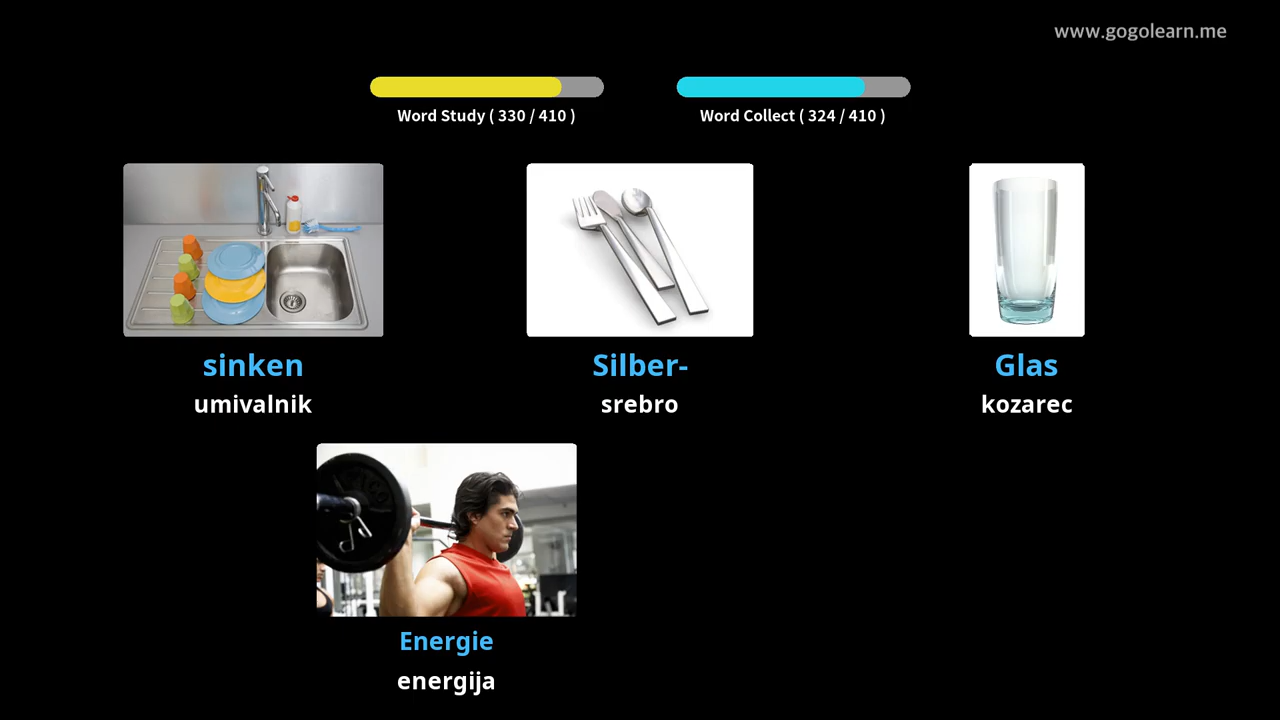 www.gogolearn.me
Word Study ( 330 / 410 )
Word Collect ( 324 / 410 )
sinken
umivalnik
Silber-
srebro
Glas
kozarec
Energie
energija